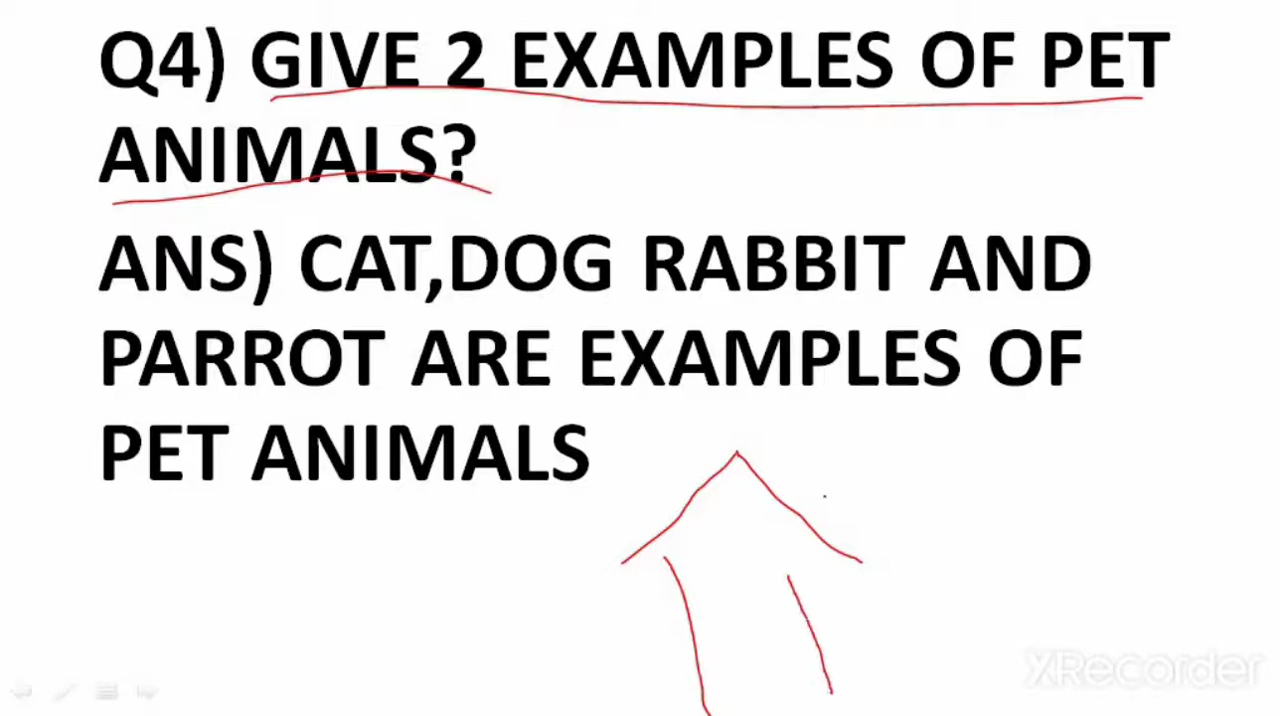 Q4) GIVE 2 EXAMPLES OF PET
ANIMALS?
ANS) CAT,DOG RABBIT AND
PARROT ARE EXAMPLES OF
PET ANIMALS
XRecorder